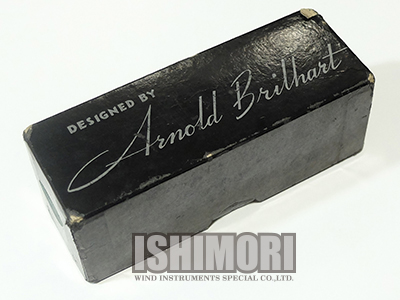 DESIGNED BY
Arnold Brilhart
ISHIMORI
WIND INSTRUMENTS SPECIAL CO.,LTD.